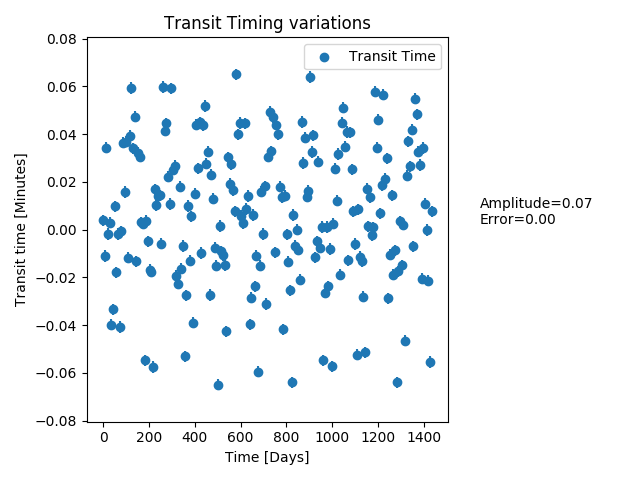 Transit Timing variations
Transit Time
Transit time [Minutes]
0.08
0.06
0.04
0.02
0.00
−0.02
−0.04
−0.06
−0.08
0 200 400 600 800 1000 1200 1400
Time [Days]
Amplitude=0.07
Error=0.00